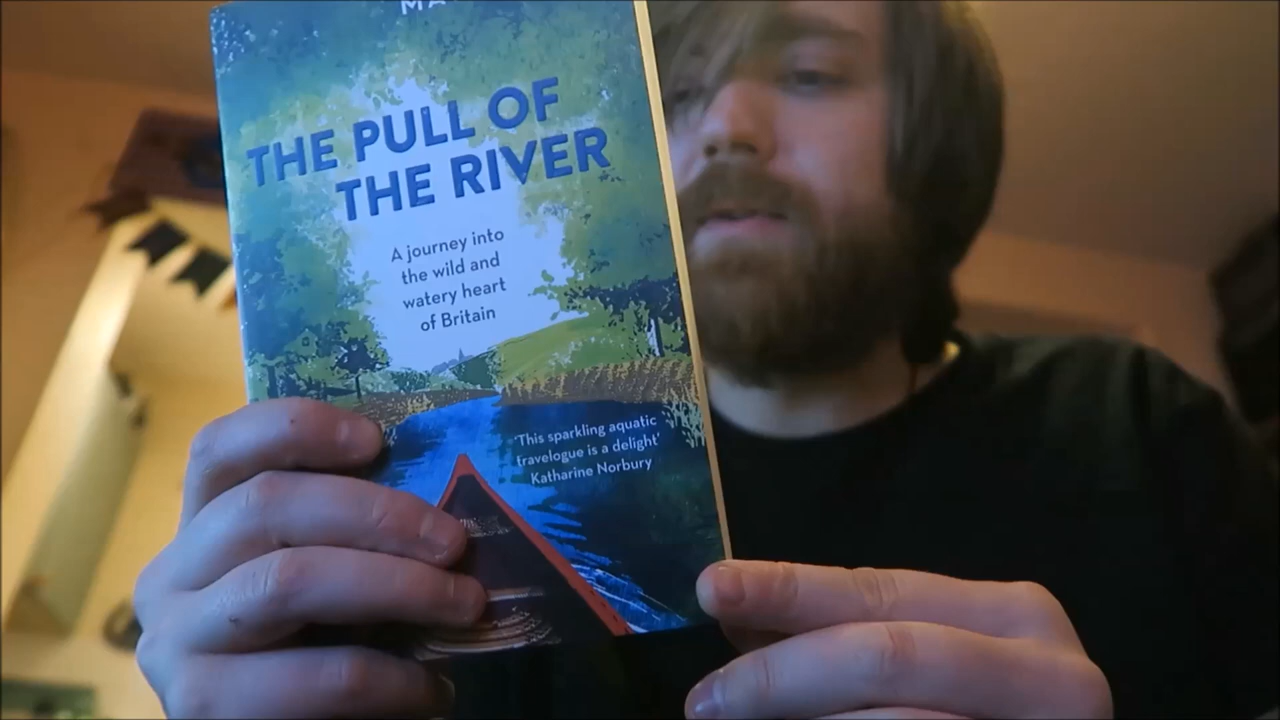 THE PULL OF
THE RIVER
A journey into
the wild and
watery heart
of Britain
'This sparkling aquatic
travelogue is a delight'
Katharine Norbury